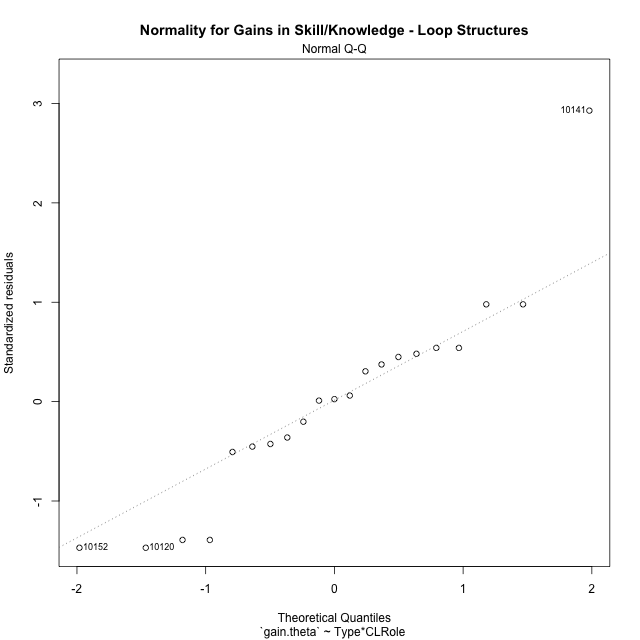 Normality for Gains in Skill/Knowledge - Loop Structures
Normal Q-Q
3
2
1
0
-1
Standardized residuals
10141
10152
10120
-2
-1
0
1
2
Theoretical Quantiles
`gain.theta` ~ Type*CLRole